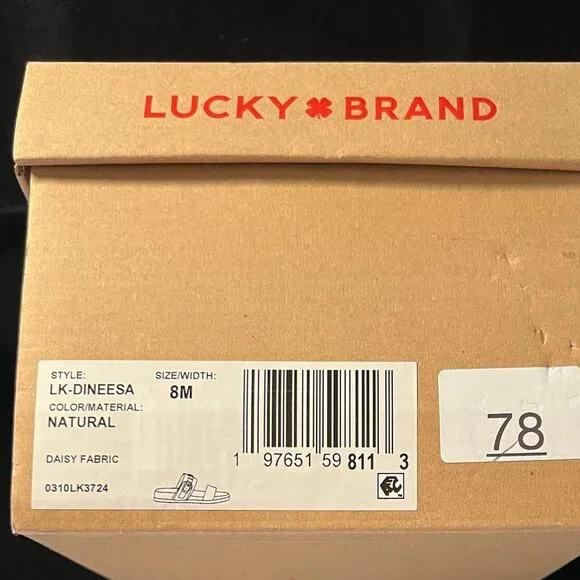 LUCKY BRAND
STYLE: SIZE/WIDTH:
LK-DINEESA 8M
COLOR/MATERIAL:
NATURAL
DAISY FABRIC
0310LK3724
1 97651 59 811 3
78